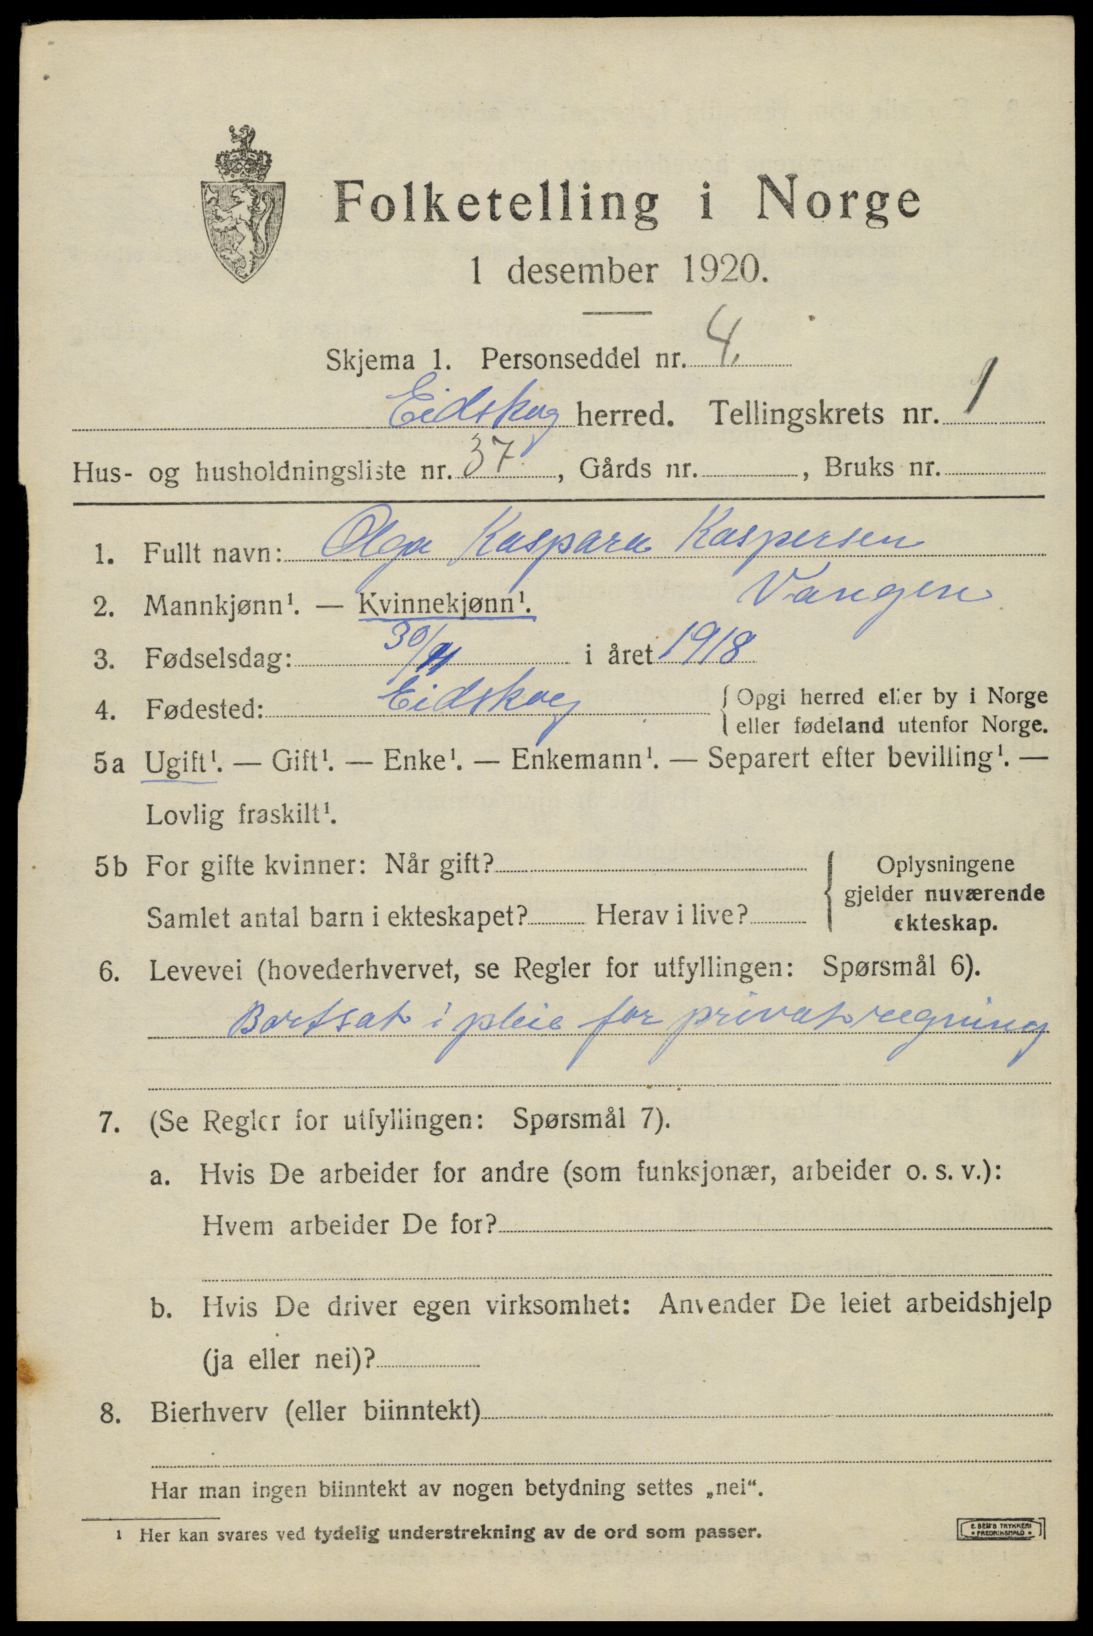 Folketelling i Norge
1 desember 1920.
Skjema 1. Personseddel nr. 4.
Eidskog herred. Tellingskrets nr. 1
Hus- og husholdningsliste nr. 37. , Gårds nr. , Bruks nr.
1. Fullt navn: Olga Kaspara Kaspersen
Vangen
2. Mannkjønn¹. — Kvinnekjønn¹.
3. Fødselsdag: 30/11 i året 1918
4. Fødested: Eidskog { Opgi herred eller by i Norge
eller fødeland utenfor Norge.
5a Ugift¹. — Gift¹. — Enke¹. — Enkemann¹. — Separert efter bevilling¹. —
Lovlig fraskilt¹.
5b For gifte kvinner: Når gift?
Samlet antal barn i ekteskapet? Herav i live?
Oplysningene
gjelder nuværende
ekteskap.
6. Levevei (hovederhvervet, se Regler for utfyllingen: Spørsmål 6).
Bortsat i pleie for privat regning
7. (Se Regler for utfyllingen: Spørsmål 7).
a. Hvis De arbeider for andre (som funksjonær, arbeider o. s. v.):
Hvem arbeider De for?
b. Hvis De driver egen virksomhet: Anvender De leiet arbeidshjelp
(ja eller nei)?
8. Bierhverv (eller biinntekt)
Har man ingen biinntekt av nogen betydning settes „nei“.
¹ Her kan svares ved tydelig understrekning av de ord som passer.